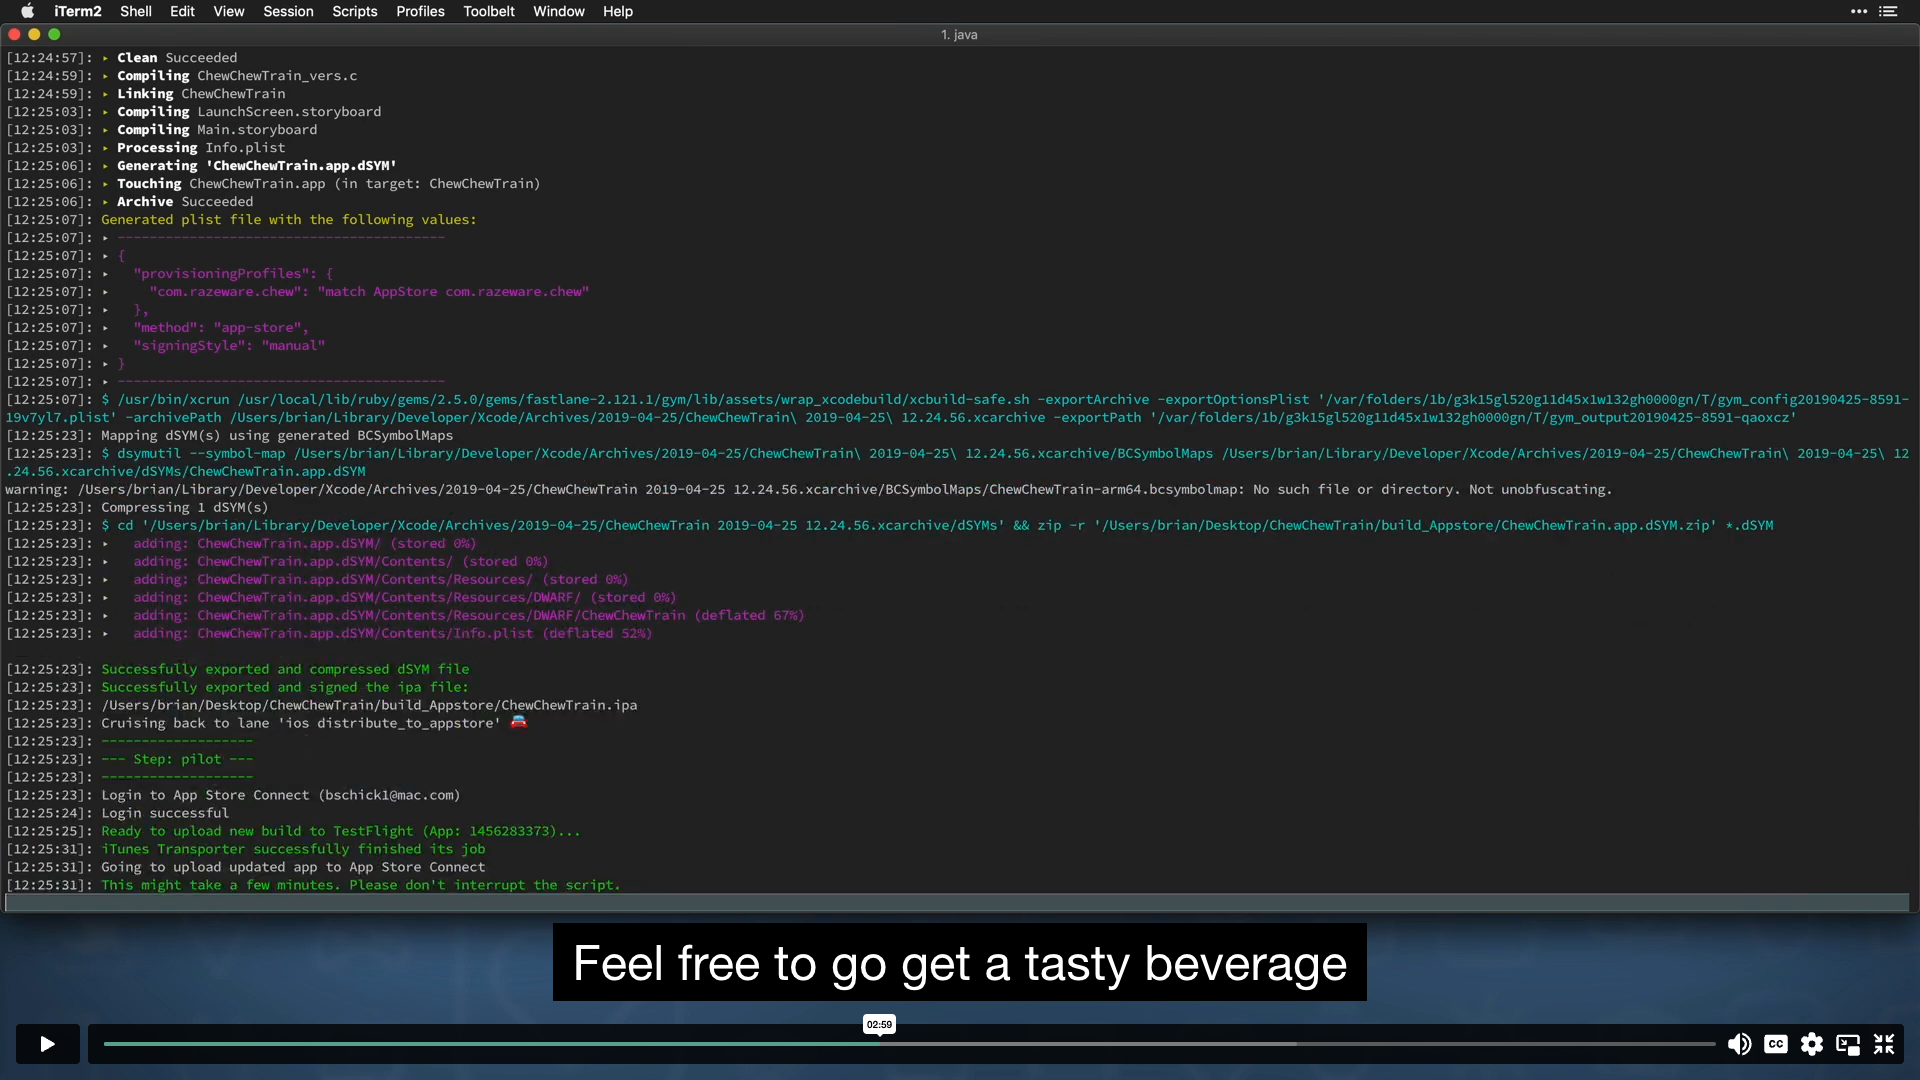 iTerm2 Shell Edit View Session Scripts Profiles Toolbelt Window Help
1. java
[12:24:57]: ▸ Clean Succeeded
[12:24:59]: ▸ Compiling ChewChewTrain_vers.c
[12:24:59]: ▸ Linking ChewChewTrain
[12:25:03]: ▸ Compiling LaunchScreen.storyboard
[12:25:03]: ▸ Compiling Main.storyboard
[12:25:03]: ▸ Processing Info.plist
[12:25:06]: ▸ Generating 'ChewChewTrain.app.dSYM'
[12:25:06]: ▸ Touching ChewChewTrain.app (in target: ChewChewTrain)
[12:25:06]: ▸ Archive Succeeded
[12:25:07]: Generated plist file with the following values:
[12:25:07]: ▸ -----------------------------------------
[12:25:07]: ▸ {
[12:25:07]: ▸   "provisioningProfiles": {
[12:25:07]: ▸     "com.razeware.chew": "match AppStore com.razeware.chew"
[12:25:07]: ▸   },
[12:25:07]: ▸   "method": "app-store",
[12:25:07]: ▸   "signingStyle": "manual"
[12:25:07]: ▸ }
[12:25:07]: ▸ -----------------------------------------
[12:25:07]: $ /usr/bin/xcrun /usr/local/lib/ruby/gems/2.5.0/gems/fastlane-2.121.1/gym/lib/assets/wrap_xcodebuild/xcbuild-safe.sh -exportArchive -exportOptionsPlist '/var/folders/1b/g3k15gl520g11d45x1w132gh0000gn/T/gym_config20190425-8591-
19v7yl7.plist' -archivePath /Users/brian/Library/Developer/Xcode/Archives/2019-04-25/ChewChewTrain\ 2019-04-25\ 12.24.56.xcarchive -exportPath '/var/folders/1b/g3k15gl520g11d45x1w132gh0000gn/T/gym_output20190425-8591-qaoxcz'
[12:25:23]: Mapping dSYM(s) using generated BCSymbolMaps
[12:25:23]: $ dsymutil --symbol-map /Users/brian/Library/Developer/Xcode/Archives/2019-04-25/ChewChewTrain\ 2019-04-25\ 12.24.56.xcarchive/BCSymbolMaps /Users/brian/Library/Developer/Xcode/Archives/2019-04-25/ChewChewTrain\ 2019-04-25\ 12
.24.56.xcarchive/dSYMs/ChewChewTrain.app.dSYM
warning: /Users/brian/Library/Developer/Xcode/Archives/2019-04-25/ChewChewTrain 2019-04-25 12.24.56.xcarchive/BCSymbolMaps/ChewChewTrain-arm64.bcsymbolmap: No such file or directory. Not unobfuscating.
[12:25:23]: Compressing 1 dSYM(s)
[12:25:23]: $ cd '/Users/brian/Library/Developer/Xcode/Archives/2019-04-25/ChewChewTrain 2019-04-25 12.24.56.xcarchive/dSYMs' && zip -r '/Users/brian/Desktop/ChewChewTrain/build_Appstore/ChewChewTrain.app.dSYM.zip' *.dSYM
[12:25:23]: ▸   adding: ChewChewTrain.app.dSYM/ (stored 0%)
[12:25:23]: ▸   adding: ChewChewTrain.app.dSYM/Contents/ (stored 0%)
[12:25:23]: ▸   adding: ChewChewTrain.app.dSYM/Contents/Resources/ (stored 0%)
[12:25:23]: ▸   adding: ChewChewTrain.app.dSYM/Contents/Resources/DWARF/ (stored 0%)
[12:25:23]: ▸   adding: ChewChewTrain.app.dSYM/Contents/Resources/DWARF/ChewChewTrain (deflated 67%)
[12:25:23]: ▸   adding: ChewChewTrain.app.dSYM/Contents/Info.plist (deflated 52%)
[12:25:23]: Successfully exported and compressed dSYM file
[12:25:23]: Successfully exported and signed the ipa file:
[12:25:23]: /Users/brian/Desktop/ChewChewTrain/build_Appstore/ChewChewTrain.ipa
[12:25:23]: Cruising back to lane 'ios distribute_to_appstore' 🚘
[12:25:23]: -------------------
[12:25:23]: --- Step: pilot ---
[12:25:23]: -------------------
[12:25:23]: Login to App Store Connect (bschick1@mac.com)
[12:25:24]: Login successful
[12:25:25]: Ready to upload new build to TestFlight (App: 1456283373)...
[12:25:31]: iTunes Transporter successfully finished its job
[12:25:31]: Going to upload updated app to App Store Connect
[12:25:31]: This might take a few minutes. Please don't interrupt the script.
Feel free to go get a tasty beverage
02:59
CC